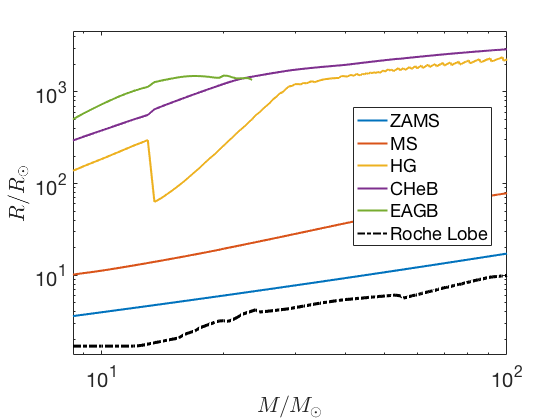 10³
10²
10¹
R/R☉
ZAMS
MS
HG
CHeB
EAGB
Roche Lobe
10¹
10²
M/M☉